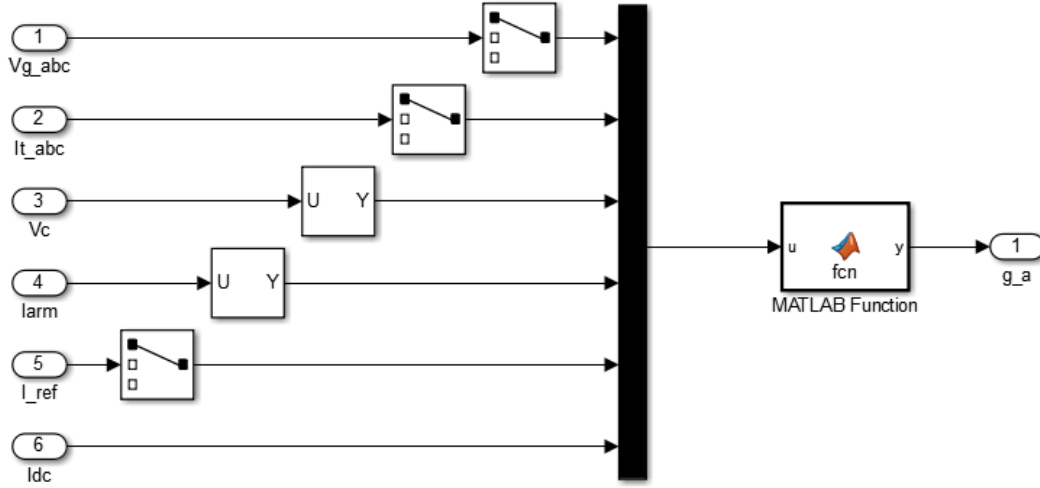 1
Vg_abc
2
It_abc
3
Vc
U Y
4
Iarm
U Y
5
I_ref
6
Idc
u fcn y
MATLAB Function
1
g_a